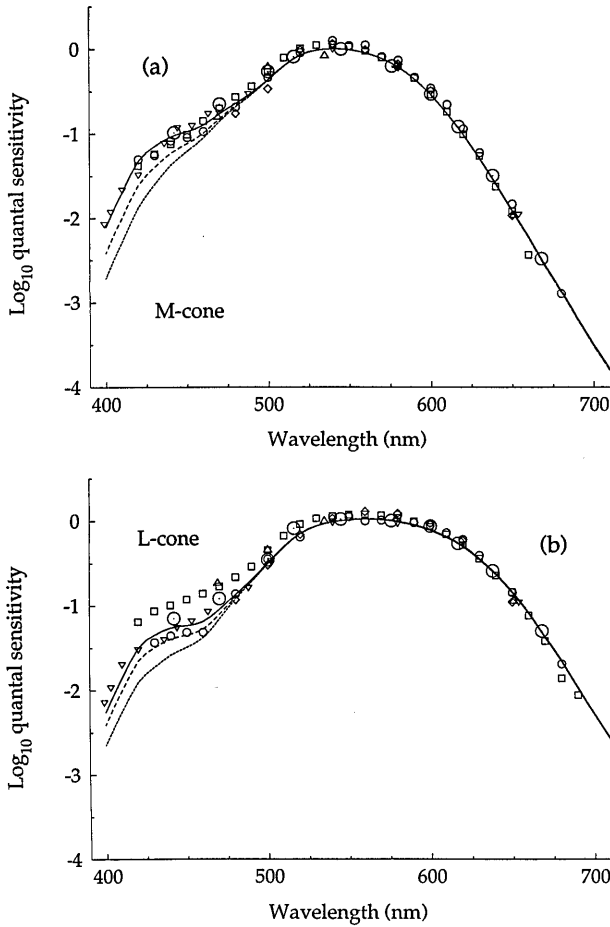 (a)
0
-1
-2
-3
-4
Log10 quantal sensitivity
M-cone
400
500
600
700
Wavelength (nm)
L-cone
(b)
0
-1
-2
-3
-4
Log10 quantal sensitivity
400
500
600
700
Wavelength (nm)